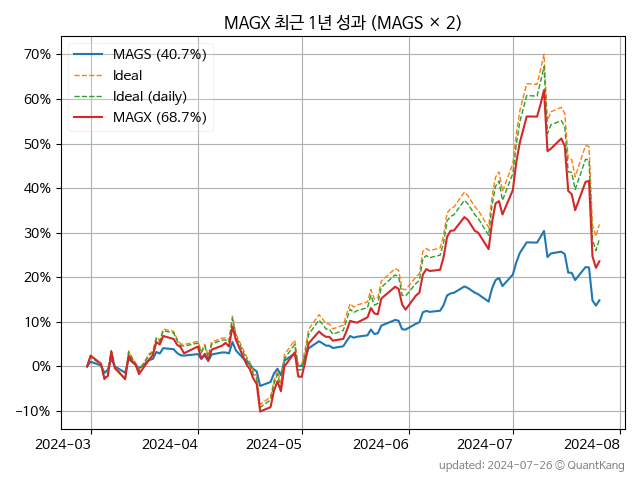 MAGX 최근 1년 성과 (MAGS × 2)
MAGS (40.7%)
Ideal
Ideal (daily)
MAGX (68.7%)
70%
60%
50%
40%
30%
20%
10%
0%
−10%
2024-03
2024-04
2024-05
2024-06
2024-07
2024-08
updated: 2024-07-26 © QuantKang